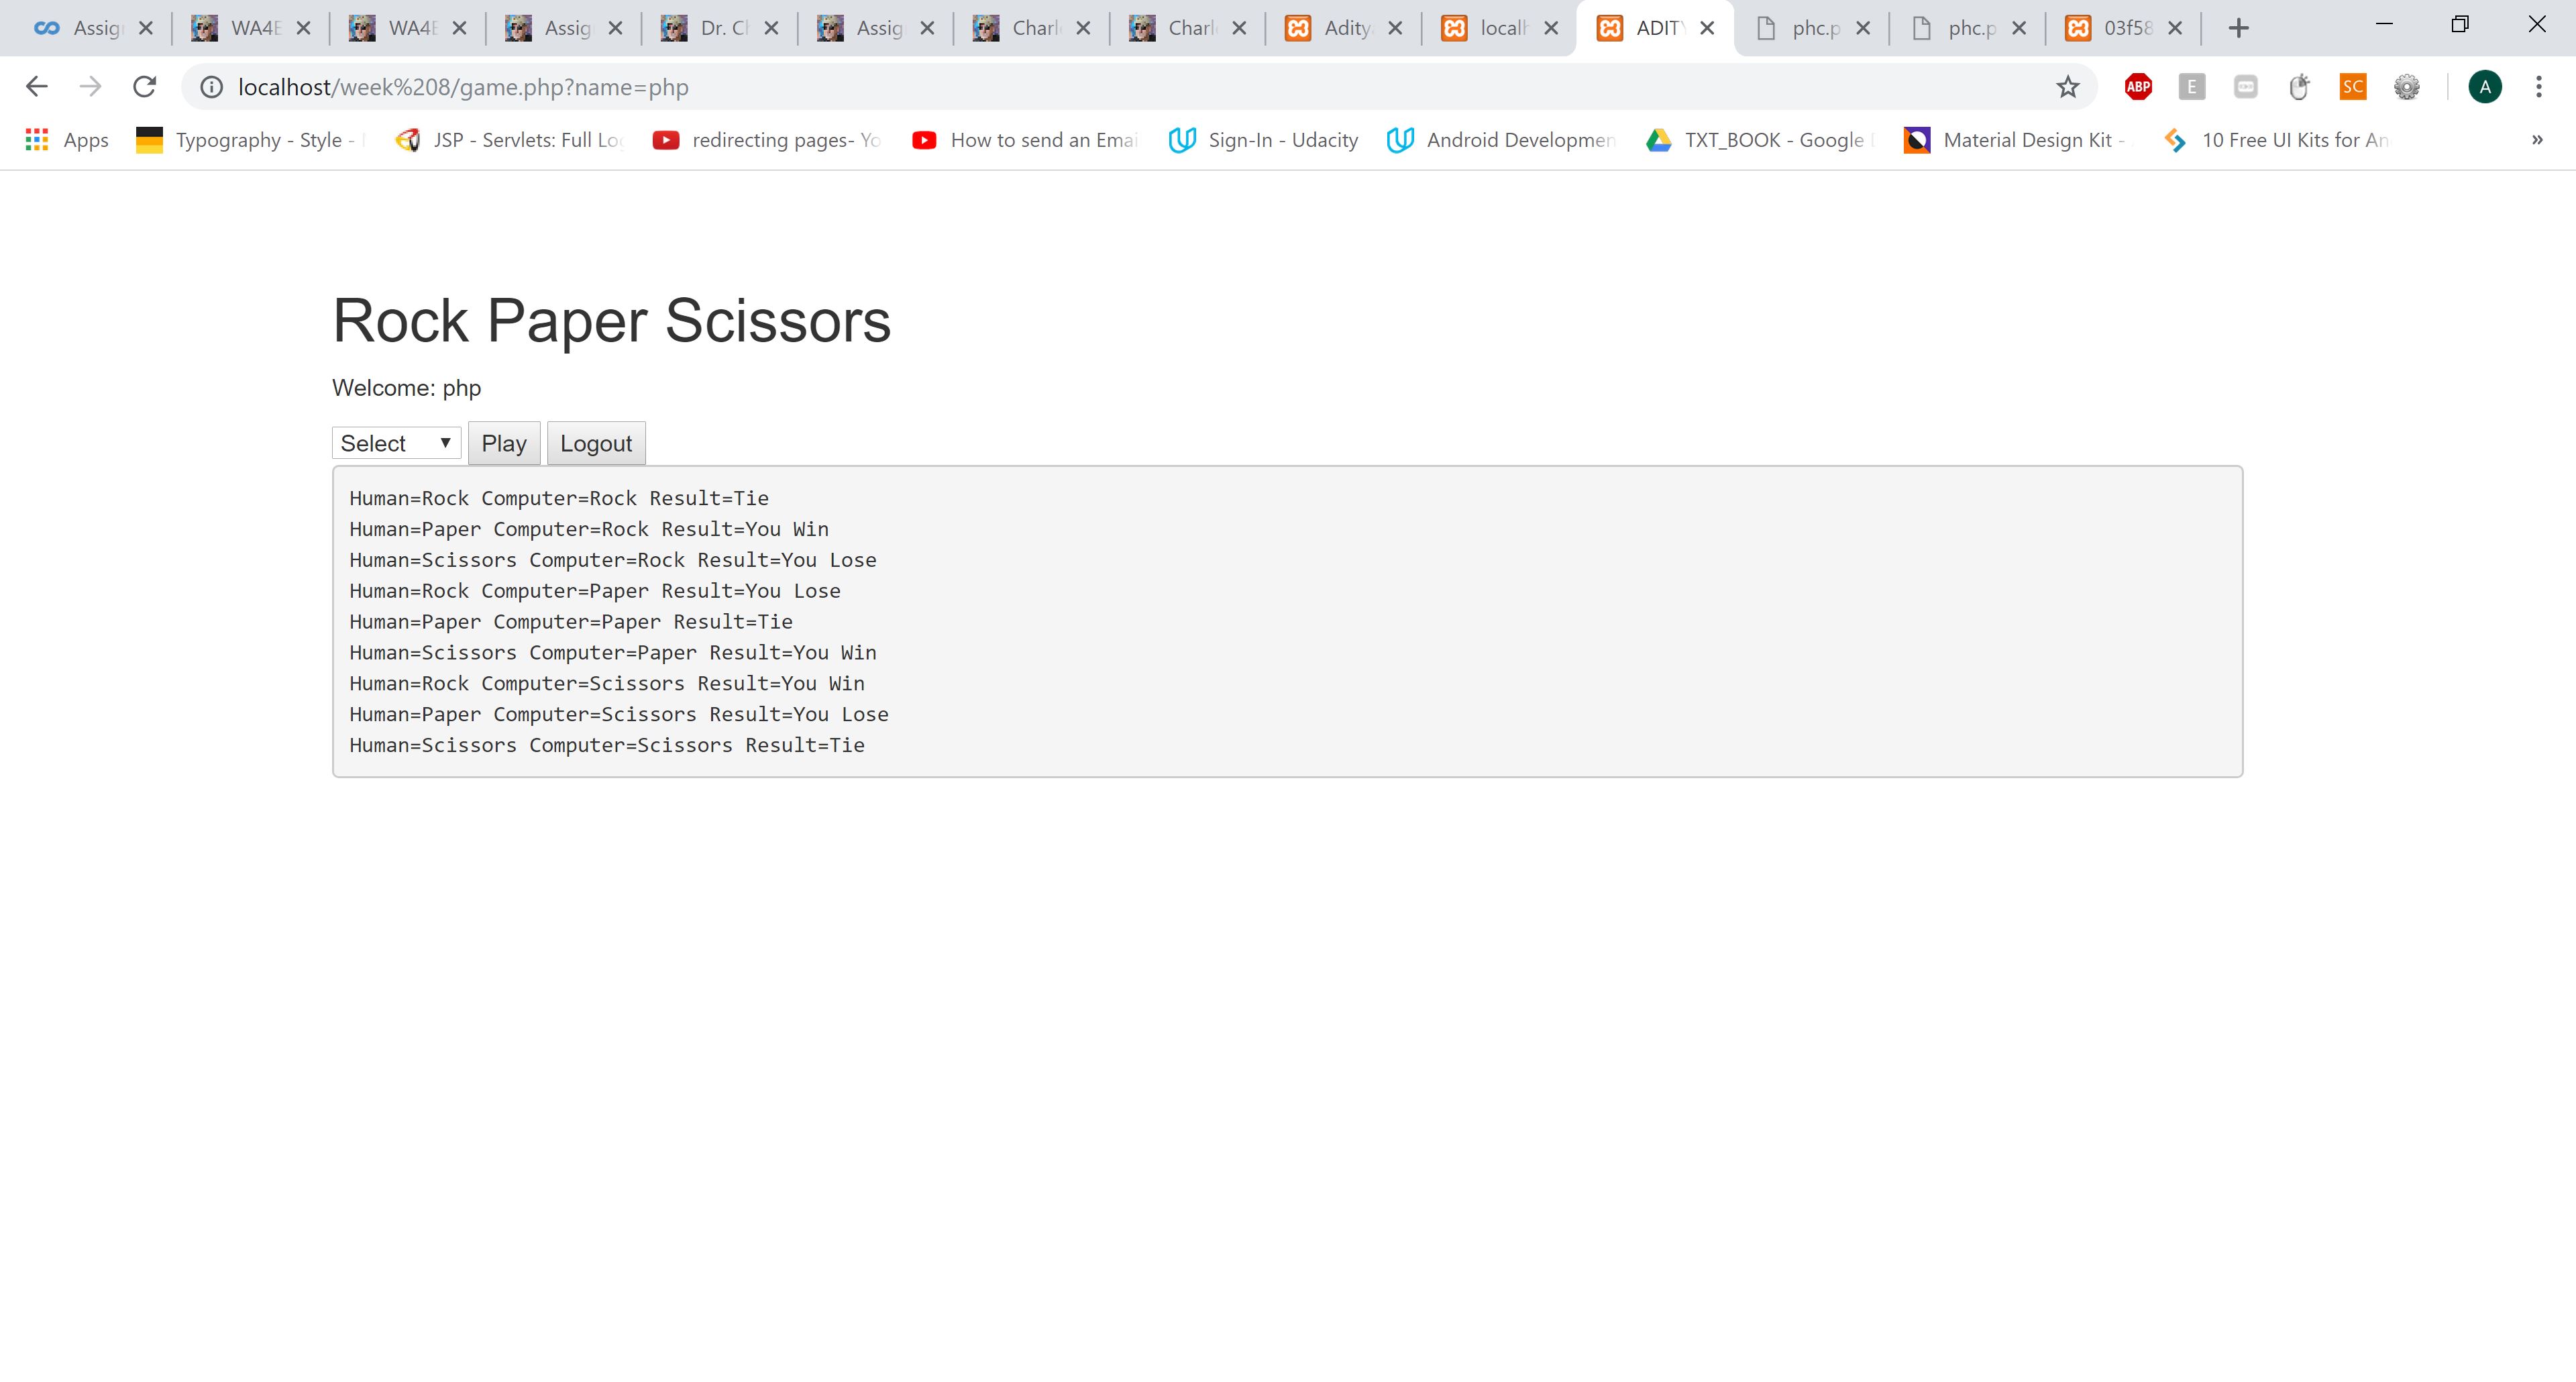 Assig WA4E WA4E Assig Dr. Ch Assig Charl Charl Adity localh ADITY phc.p phc.p 03f58
localhost/week%208/game.php?name=php
ABP E SC A
Apps Typography - Style - JSP - Servlets: Full Lo redirecting pages- Yo How to send an Emai Sign-In - Udacity Android Developmen TXT_BOOK - Google Material Design Kit - 10 Free UI Kits for An »
Rock Paper Scissors
Welcome: php
Select Play Logout
Human=Rock Computer=Rock Result=Tie
Human=Paper Computer=Rock Result=You Win
Human=Scissors Computer=Rock Result=You Lose
Human=Rock Computer=Paper Result=You Lose
Human=Paper Computer=Paper Result=Tie
Human=Scissors Computer=Paper Result=You Win
Human=Rock Computer=Scissors Result=You Win
Human=Paper Computer=Scissors Result=You Lose
Human=Scissors Computer=Scissors Result=Tie